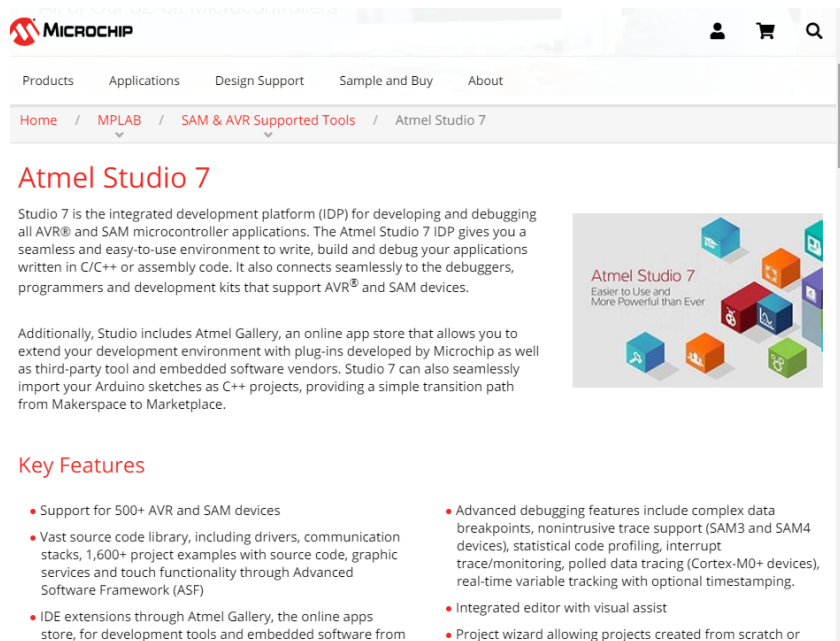 All of Our 32-bit Microcontrollers
MICROCHIP
Products Applications Design Support Sample and Buy About
Home / MPLAB / SAM & AVR Supported Tools / Atmel Studio 7
Atmel Studio 7
Studio 7 is the integrated development platform (IDP) for developing and debugging
all AVR® and SAM microcontroller applications. The Atmel Studio 7 IDP gives you a
seamless and easy-to-use environment to write, build and debug your applications
written in C/C++ or assembly code. It also connects seamlessly to the debuggers,
programmers and development kits that support AVR® and SAM devices.
Additionally, Studio includes Atmel Gallery, an online app store that allows you to
extend your development environment with plug-ins developed by Microchip as well
as third-party tool and embedded software vendors. Studio 7 can also seamlessly
import your Arduino sketches as C++ projects, providing a simple transition path
from Makerspace to Marketplace.
Atmel Studio 7
Easier to Use and
More Powerful than Ever
Key Features
• Support for 500+ AVR and SAM devices
• Vast source code library, including drivers, communication
stacks, 1,600+ project examples with source code, graphic
services and touch functionality through Advanced
Software Framework (ASF)
• IDE extensions through Atmel Gallery, the online apps
store, for development tools and embedded software from
• Advanced debugging features include complex data
breakpoints, nonintrusive trace support (SAM3 and SAM4
devices), statistical code profiling, interrupt
trace/monitoring, polled data tracing (Cortex-M0+ devices),
real-time variable tracking with optional timestamping.
• Integrated editor with visual assist
• Project wizard allowing projects created from scratch or